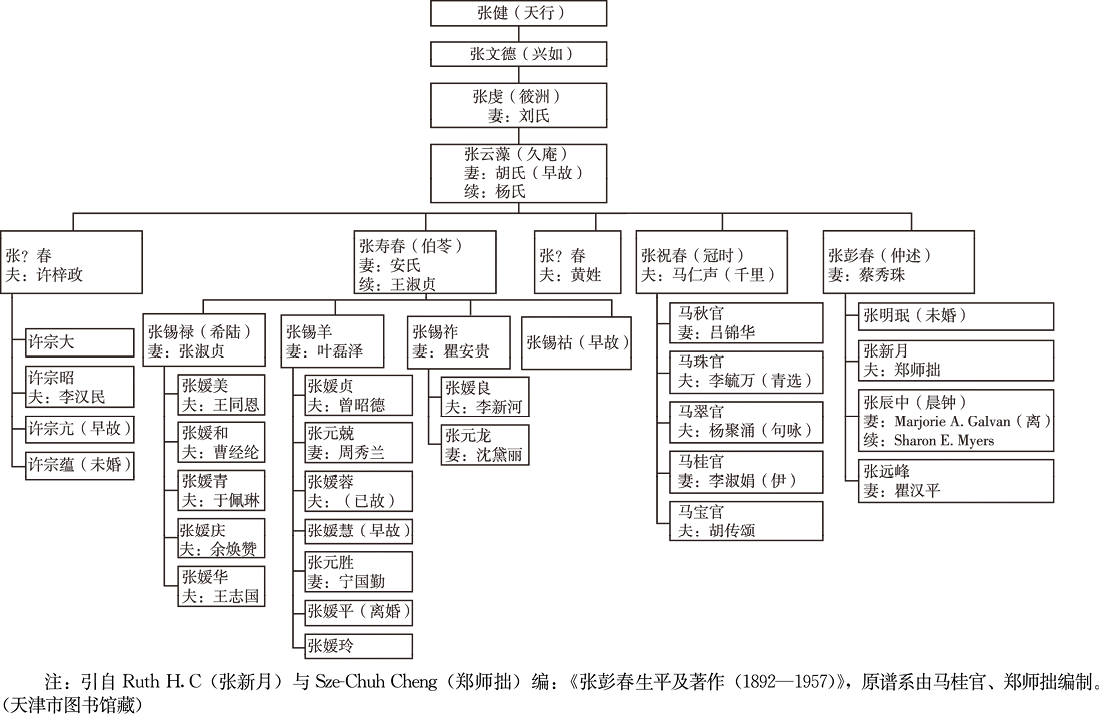 张健（天行）
张文德（兴如）
张虔（筱洲）
妻：刘氏
张云藻（久庵）
妻：胡氏（早故）
续：杨氏
张？春
夫：许梓政
许宗大
许宗昭
夫：李汉民
许宗亢（早故）
许宗蕴（未婚）
张寿春（伯苓）
妻：安氏
续：王淑贞
张锡禄（希陆）
妻：张淑贞
张媛美
夫：王同恩
张媛和
夫：曹经纶
张媛青
夫：于佩琳
张媛庆
夫：余焕赞
张媛华
夫：王志国
张锡羊
妻：叶磊泽
张媛贞
夫：曾昭德
张元兢
妻：周秀兰
张媛蓉
夫：（已故）
张媛慧（早故）
张元胜
妻：宁国勤
张媛平（离婚）
张媛玲
张锡祚
妻：瞿安贵
张媛良
夫：李新河
张元龙
妻：沈黛丽
张锡祜（早故）
张？春
夫：黄姓
张祝春（冠时）
夫：马仁声（千里）
马秋官
妻：吕锦华
马珠官
夫：李毓万（青选）
马翠官
夫：杨聚涌（句咏）
马桂官
妻：李淑娟（伊）
马宝官
夫：胡传颂
张彭春（仲述）
妻：蔡秀珠
张明珉（未婚）
张新月
夫：郑师拙
张辰中（晨钟）
妻：Marjorie A. Galvan（离）
续：Sharon E. Myers
张远峰
妻：瞿汉平
注：引自 Ruth H. C（张新月）与 Sze-Chuh Cheng（郑师拙）编：《张彭春生平及著作（1892—1957）》，原谱系由马桂官、郑师拙编制。
（天津市图书馆藏）